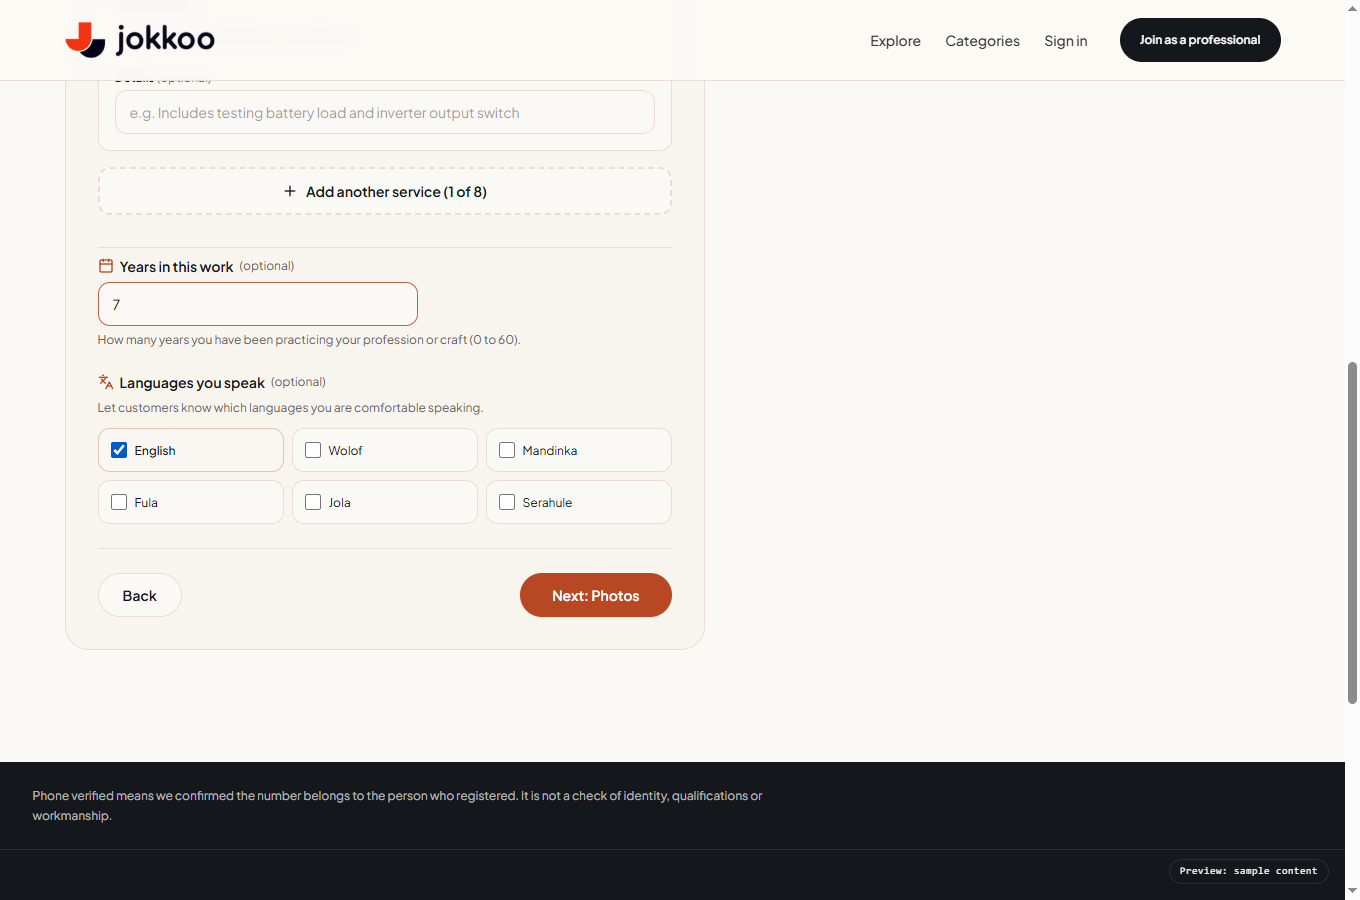 jokkoo
Explore
Categories
Sign in
Join as a professional
Details (optional)
e.g. Includes testing battery load and inverter output switch
Add another service (1 of 8)
Years in this work (optional)
7
How many years you have been practicing your profession or craft (0 to 60).
Languages you speak (optional)
Let customers know which languages you are comfortable speaking.
English
Wolof
Mandinka
Fula
Jola
Serahule
Back
Next: Photos
Phone verified means we confirmed the number belongs to the person who registered. It is not a check of identity, qualifications or
workmanship.
Preview: sample content